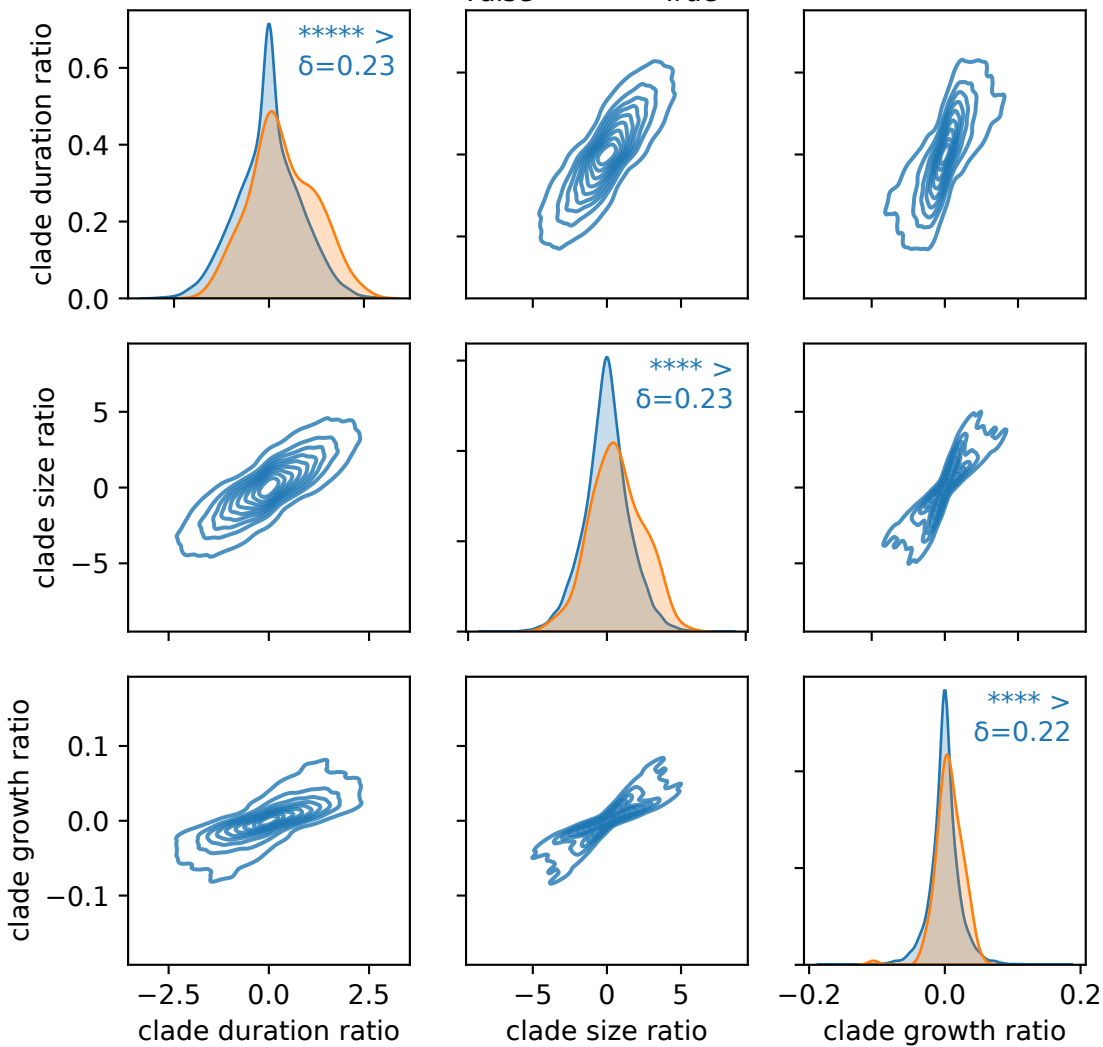 clade duration ratio
0.6
0.4
0.2
0.0
***** >
δ=0.23
clade size ratio
5
0
−5
**** >
δ=0.23
clade growth ratio
0.1
0.0
−0.1
**** >
δ=0.22
−2.5 0.0 2.5
−5 0 5
−0.2 0.0 0.2
clade duration ratio
clade size ratio
clade growth ratio